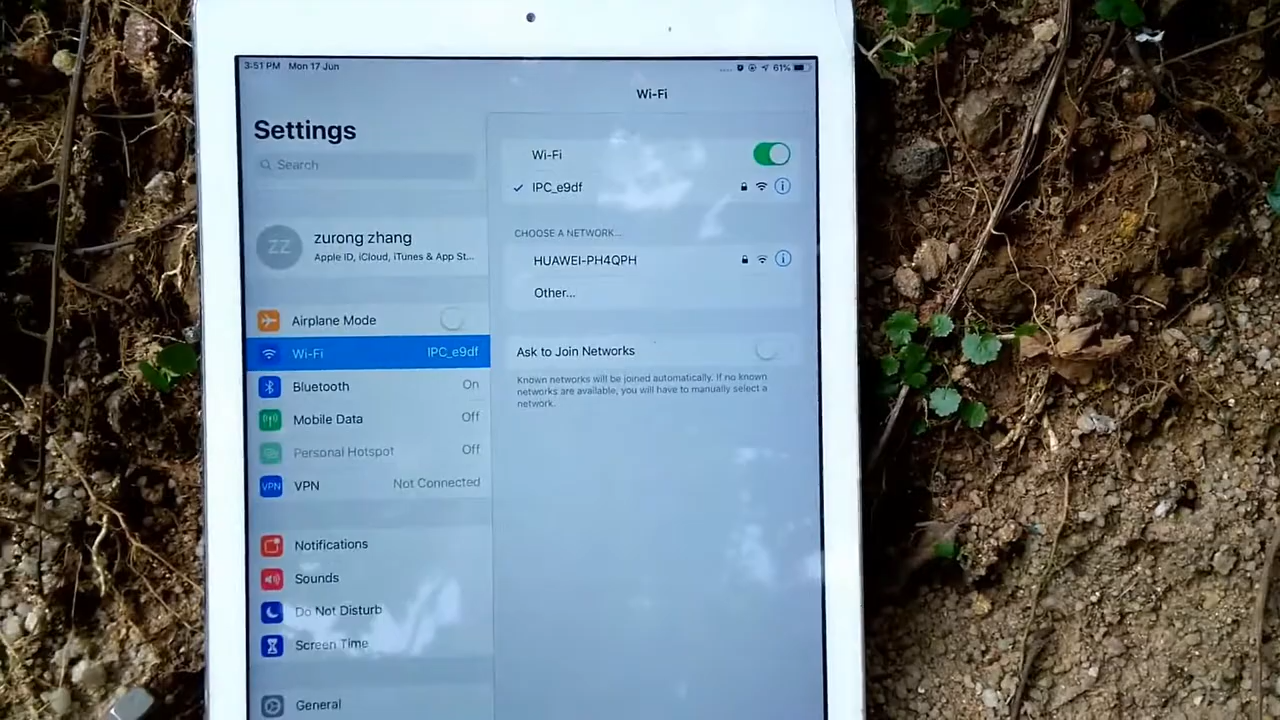 3:51 PM Mon 17 Jun
61%
Settings
Search
ZZ
zurong zhang
Apple ID, iCloud, iTunes & App St...
Airplane Mode
Wi-Fi IPC_e9df
Bluetooth On
Mobile Data Off
Personal Hotspot Off
VPN VPN Not Connected
Notifications
Sounds
Do Not Disturb
Screen Time
General
Wi-Fi
Wi-Fi
IPC_e9df
CHOOSE A NETWORK...
HUAWEI-PH4QPH
Other...
Ask to Join Networks
Known networks will be joined automatically. If no known
networks are available, you will have to manually select a
network.